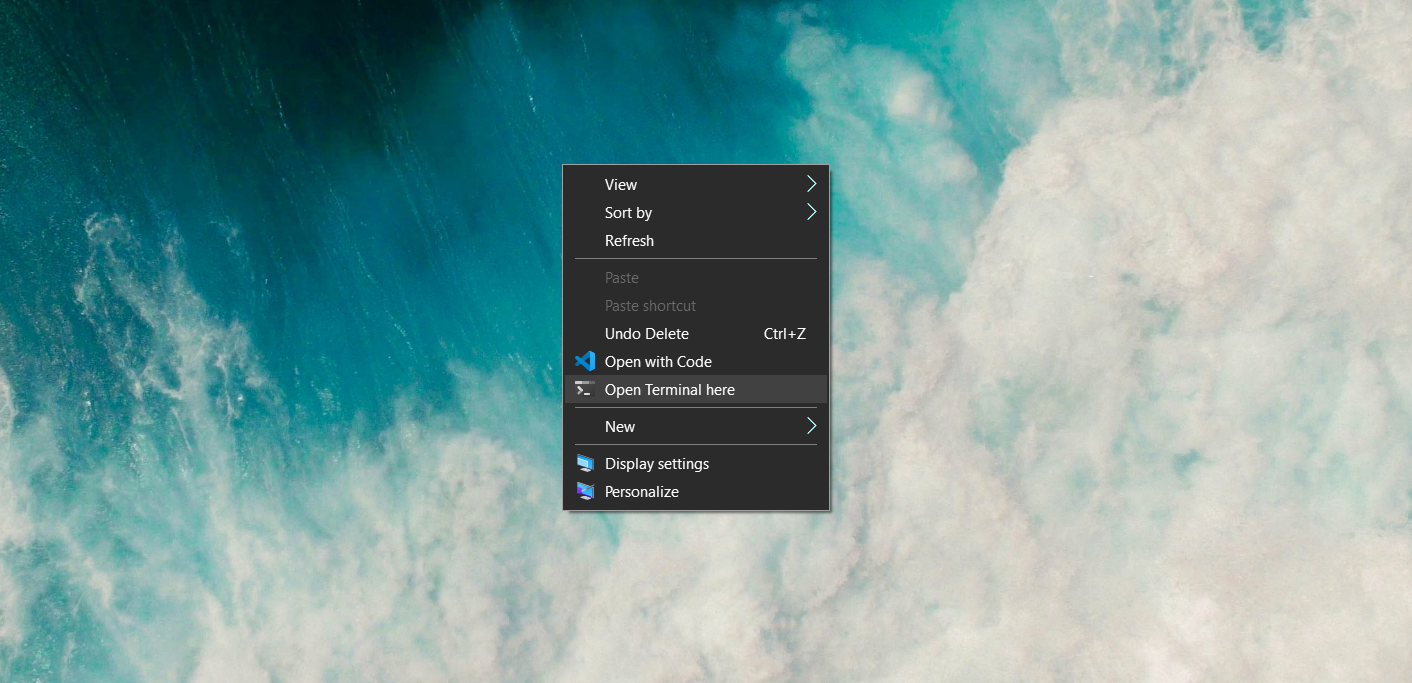 View
Sort by
Refresh
Paste
Paste shortcut
Undo Delete Ctrl+Z
Open with Code
Open Terminal here
New
Display settings
Personalize